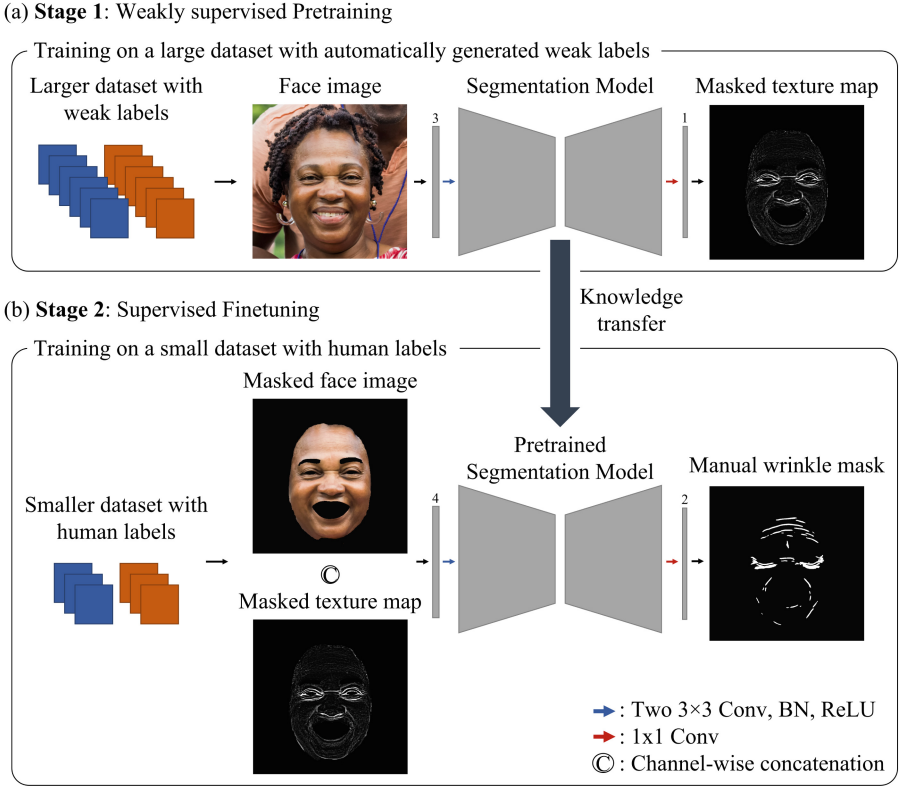 (a) Stage 1: Weakly supervised Pretraining
Training on a large dataset with automatically generated weak labels
Larger dataset with
weak labels
Face image
Segmentation Model
Masked texture map
3
1
Knowledge
transfer
(b) Stage 2: Supervised Finetuning
Training on a small dataset with human labels
Masked face image
Smaller dataset with
human labels
©
Masked texture map
Pretrained
Segmentation Model
Manual wrinkle mask
4
2
: Two 3×3 Conv, BN, ReLU
: 1x1 Conv
© : Channel-wise concatenation